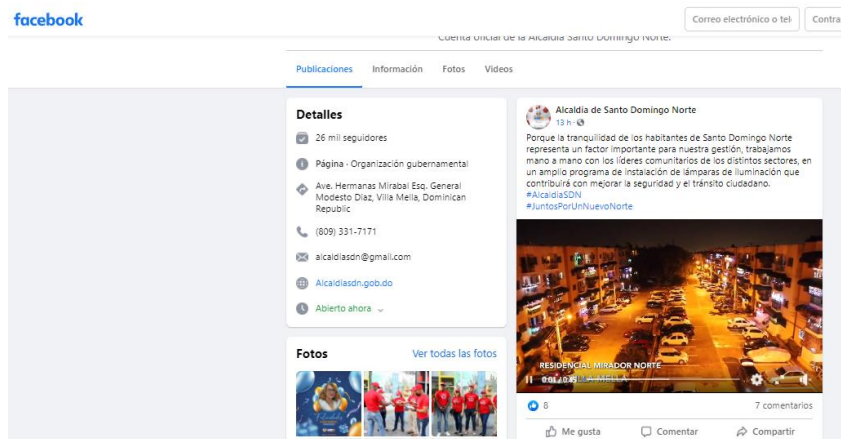 facebook
Correo electrónico o tel
Contra
Cuenta oficial de la Alcaldía Santo Domingo Norte.
Publicaciones
Información
Fotos
Videos
Detalles
26 mil seguidores
Página · Organización gubernamental
Ave. Hermanas Mirabal Esq. General
Modesto Diaz, Villa Mella, Dominican
Republic
(809) 331-7171
alcaldiasdn@gmail.com
Alcaldiasdn.gob.do
Abierto ahora
Fotos
Ver todas las fotos
Alcaldía de Santo Domingo Norte
13 h
Porque la tranquilidad de los habitantes de Santo Domingo Norte
representa un factor importante para nuestra gestión, trabajamos
mano a mano con los líderes comunitarios de los distintos sectores, en
un amplio programa de instalación de lámparas de iluminación que
contribuirá con mejorar la seguridad y el tránsito ciudadano.
#AlcaldiaSDN
#JuntosPorUnNuevoNorte
RESIDENCIAL MIRADOR NORTE
VILLA MELLA
0:01 / 0:45
8
7 comentarios
Me gusta
Comentar
Compartir